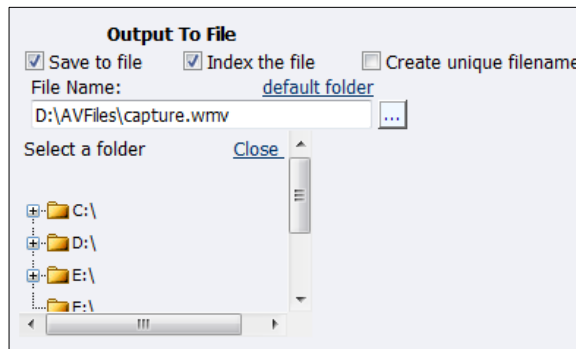 Output To File
Save to file Index the file Create unique filename
File Name: default folder
D:\AVFiles\capture.wmv ...
Select a folder Close
C:\
D:\
E:\
F:\